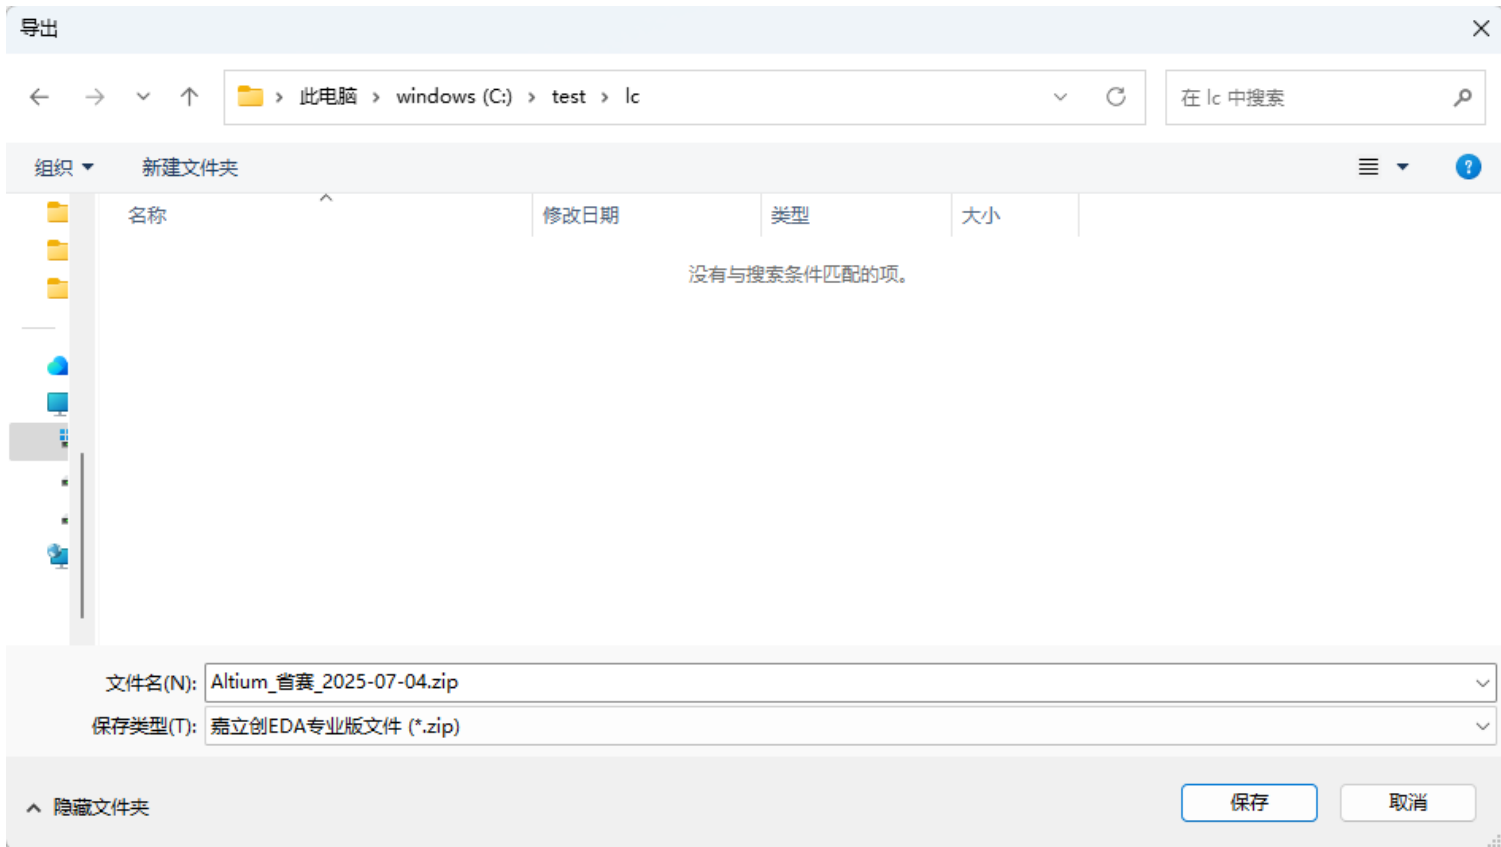 导出
此电脑 windows (C:) test lc
在 lc 中搜索
组织 新建文件夹
名称 修改日期 类型 大小
没有与搜索条件匹配的项。
文件名(N): Altium_省赛_2025-07-04.zip
保存类型(T): 嘉立创EDA专业版文件 (*.zip)
隐藏文件夹 保存 取消